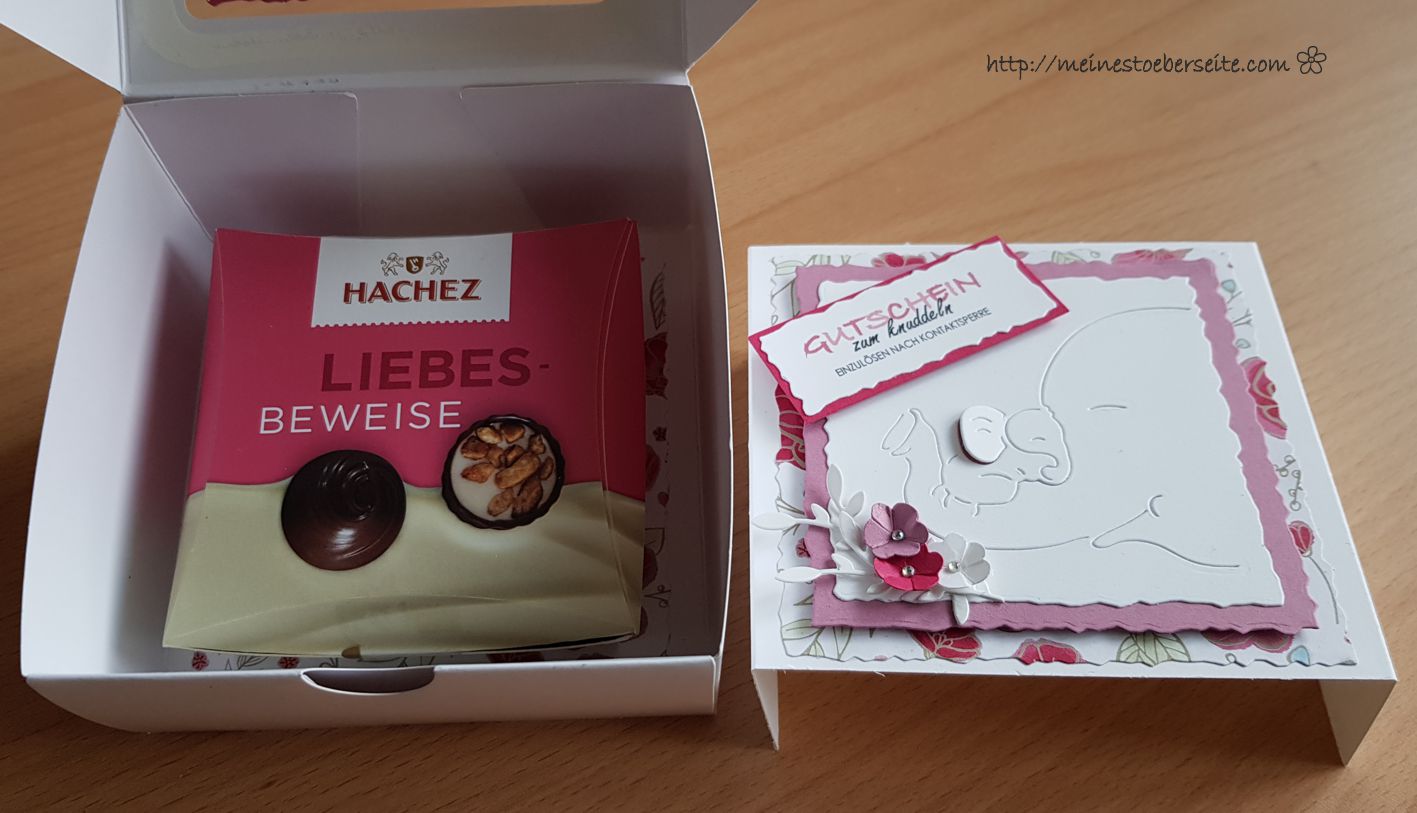 http://meinestoeberseite.com
HACHEZ
LIEBES-
BEWEISE
GUTSCHEIN
zum knuddeln
EINZULÖSEN NACH KONTAKTSPERRE